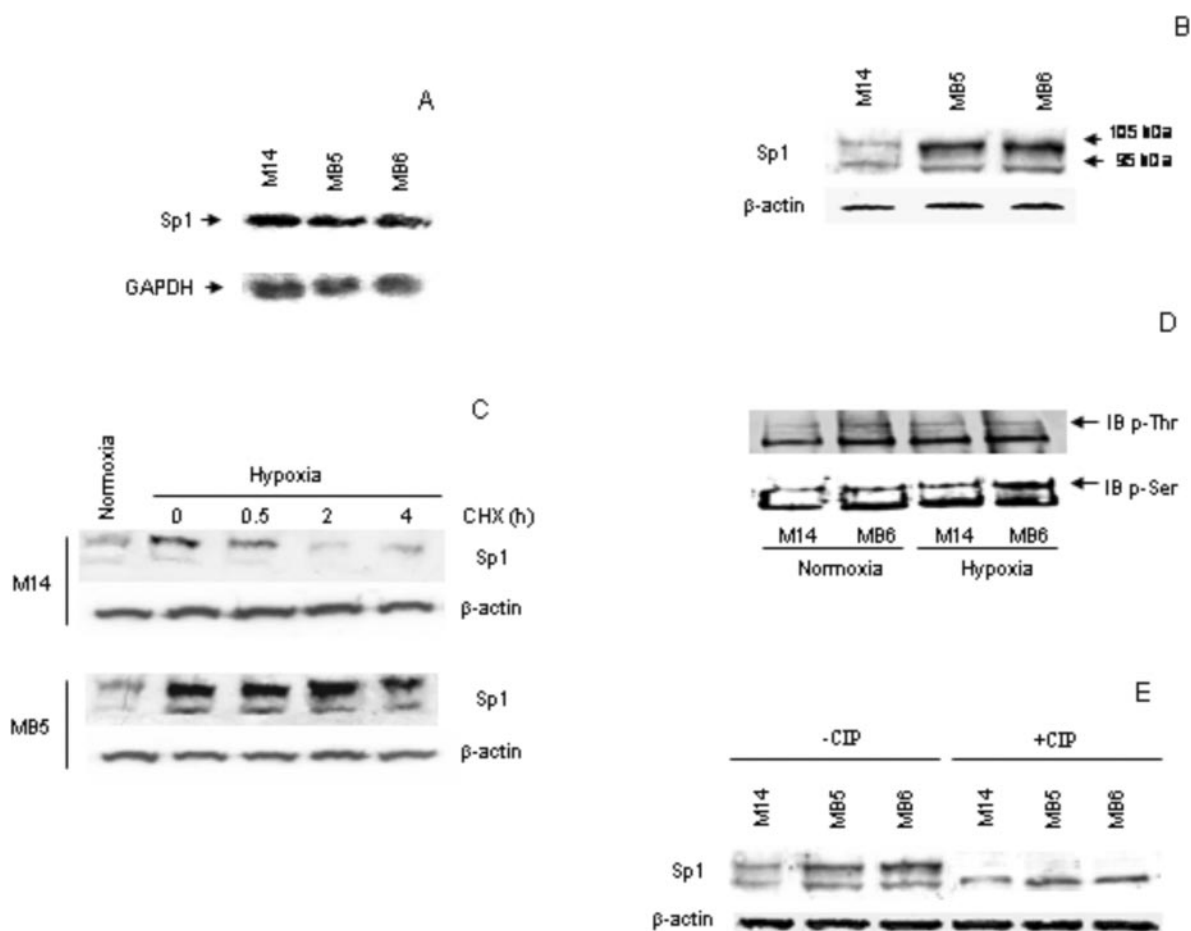 A
M14 MB5 MB6
Sp1
GAPDH
B
M14 MB5 MB6
Sp1
105 kDa
95 kDa
β-actin
C
Normoxia
Hypoxia
0 0.5 2 4 CHX (h)
M14
Sp1
β-actin
MB5
Sp1
β-actin
D
IB p-Thr
IB p-Ser
M14 MB6 M14 MB6
Normoxia Hypoxia
E
-CIP +CIP
M14 MB5 MB6 M14 MB5 MB6
Sp1
β-actin